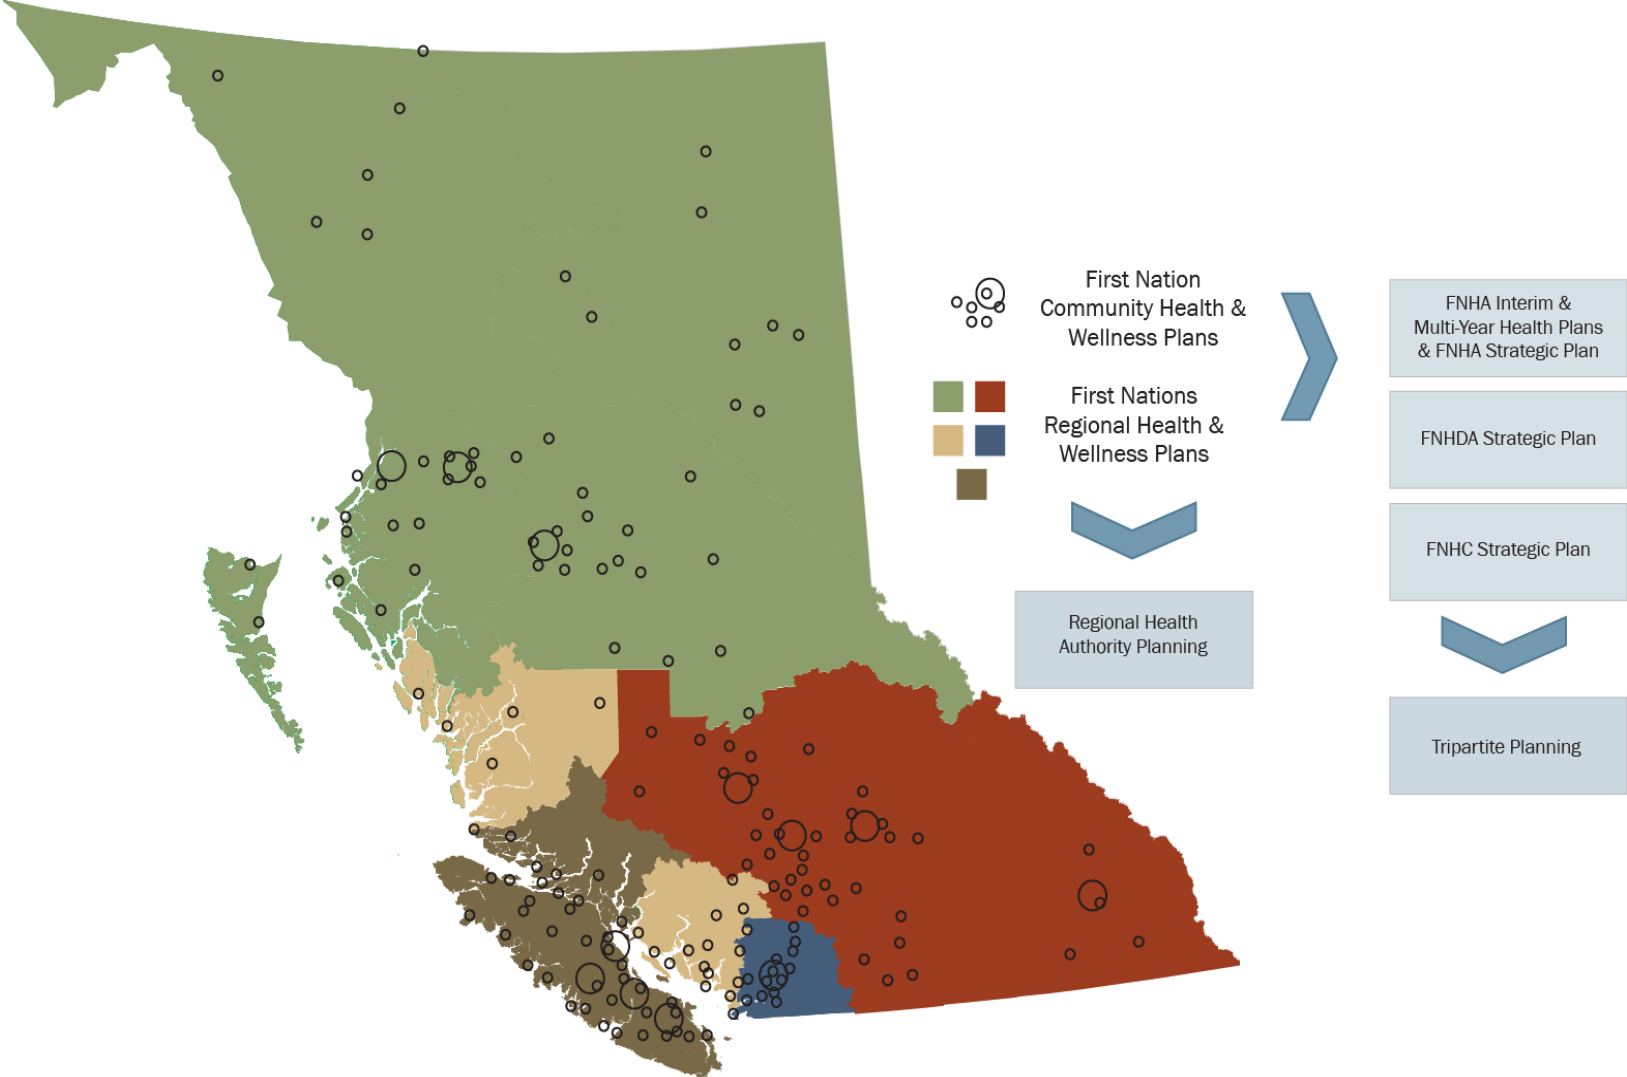 First Nation
Community Health &
Wellness Plans
First Nations
Regional Health &
Wellness Plans
Regional Health
Authority Planning
FNHA Interim &
Multi-Year Health Plans
& FNHA Strategic Plan
FNHDA Strategic Plan
FNHC Strategic Plan
Tripartite Planning